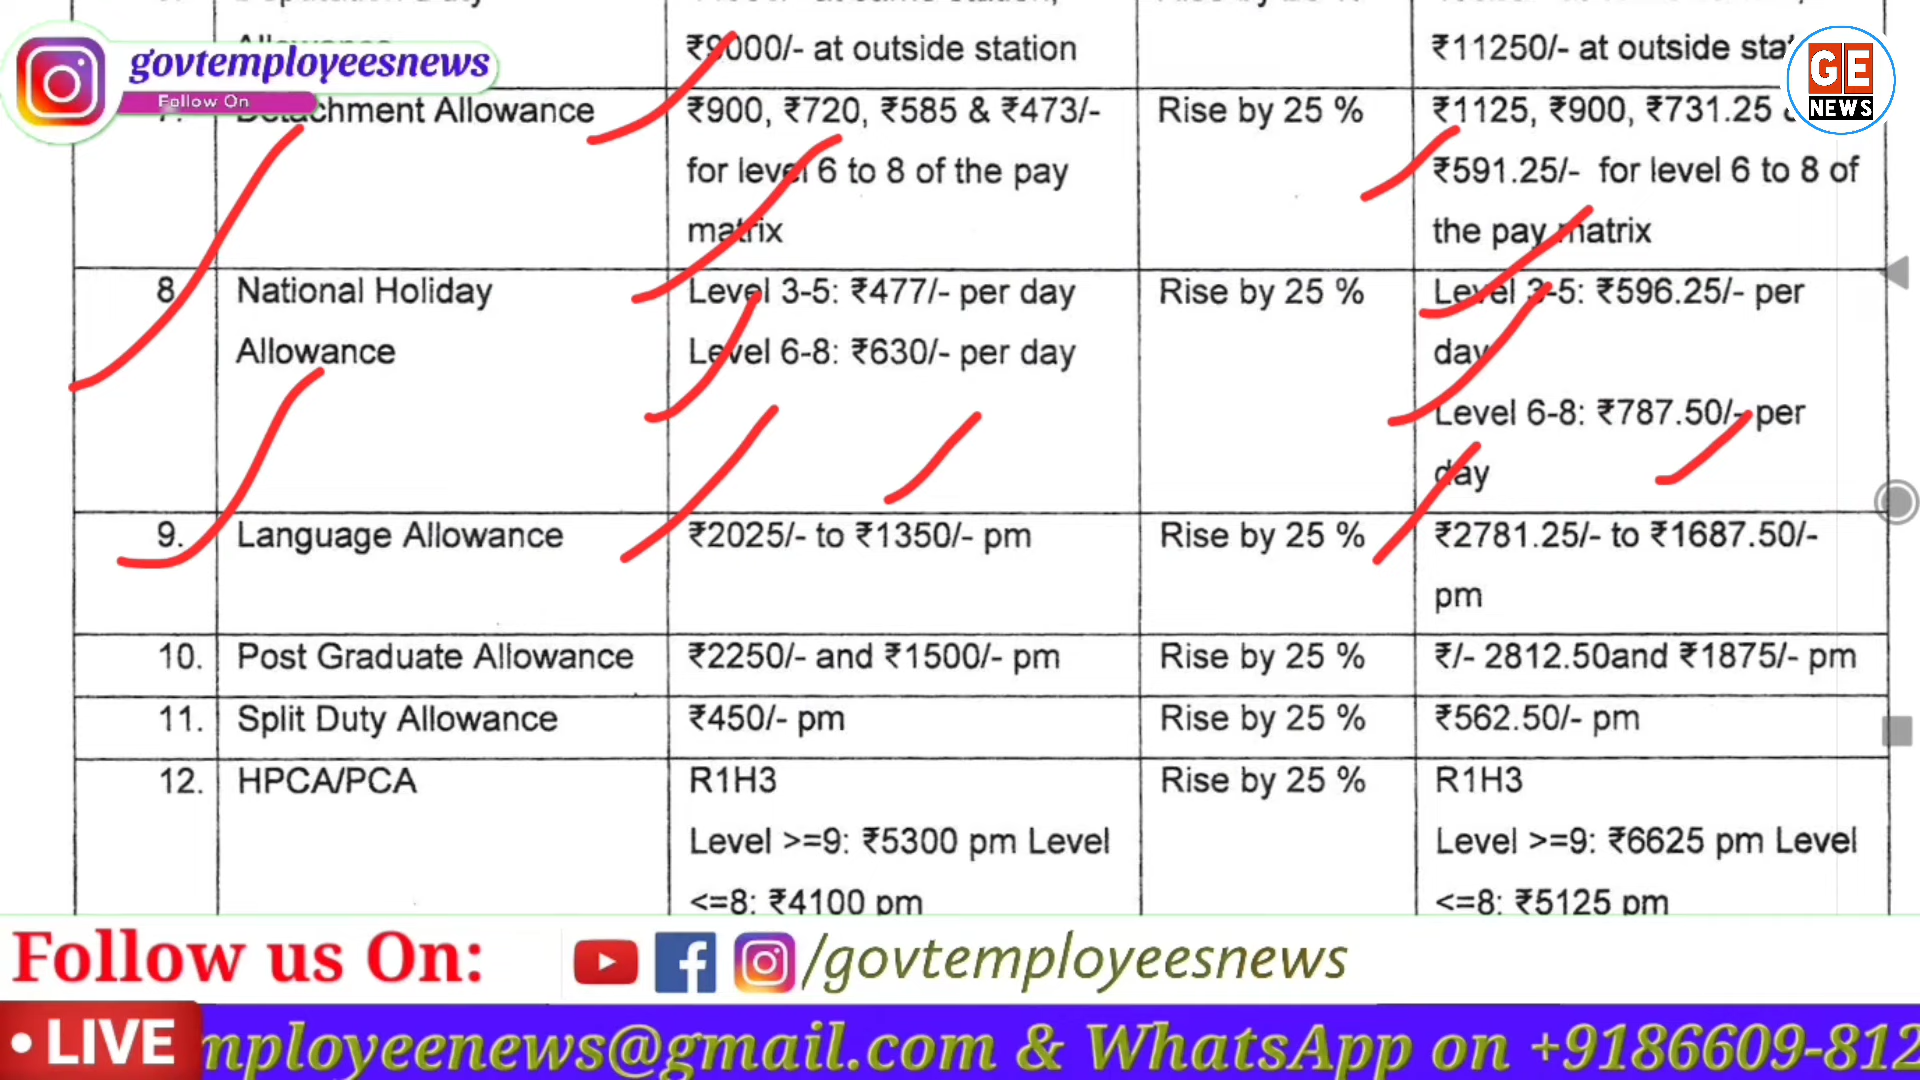 ₹9000/- at outside station
₹11250/- at outside
govtemployeesnews
Follow On
GE
NEWS
7. Detachment Allowance
₹900, ₹720, ₹585 & ₹473/-
for level 6 to 8 of the pay
matrix
Rise by 25 %
₹1125, ₹900, ₹731.25
₹591.25/- for level 6 to 8 of
the pay matrix
8
National Holiday
Allowance
Level 3-5: ₹477/- per day
Level 6-8: ₹630/- per day
Rise by 25 %
Level 3-5: ₹596.25/- per
day
Level 6-8: ₹787.50/- per
day
9.
Language Allowance
₹2025/- to ₹1350/- pm
Rise by 25 %
₹2781.25/- to ₹1687.50/-
pm
10.
Post Graduate Allowance
₹2250/- and ₹1500/- pm
Rise by 25 %
₹/- 2812.50and ₹1875/- pm
11.
Split Duty Allowance
₹450/- pm
Rise by 25 %
₹562.50/- pm
12.
HPCA/PCA
R1H3
Level >=9: ₹5300 pm Level
<=8: ₹4100 pm
Rise by 25 %
R1H3
Level >=9: ₹6625 pm Level
<=8: ₹5125 pm
Follow us On:
/govtemployeesnews
• LIVE
mployeenews@gmail.com & WhatsApp on +9186609-812